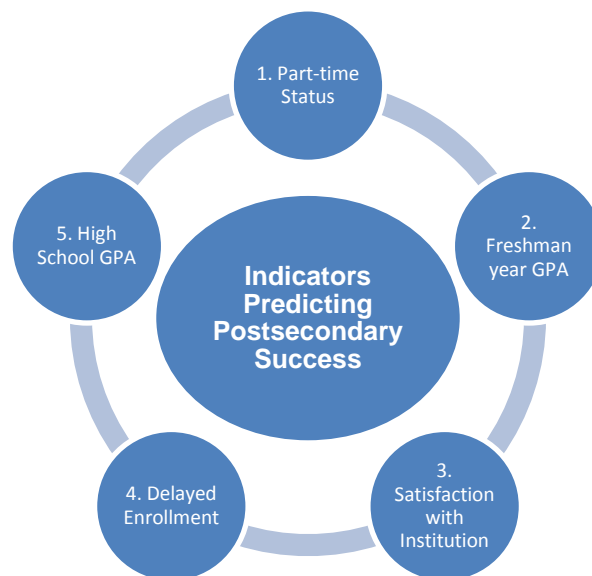 1. Part-time
Status
2.
Freshman
year GPA
3.
Satisfaction
with
Institution
4. Delayed
Enrollment
5. High
School GPA
Indicators
Predicting
Postsecondary
Success